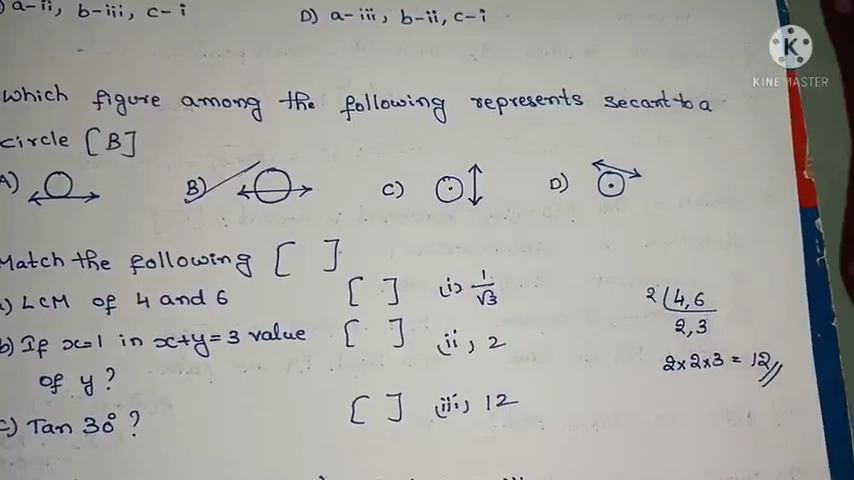 ) a-ii, b-iii, c-i D) a-iii, b-ii, c-i
K
KINEMASTER
which figure among the following represents secant to a
circle [B]
A) B) C) D)
Match the following [ ]
a) LCM of 4 and 6 [ ] (i) 1/√3
b) If x=1 in x+y=3 value [ ] (ii) 2
of y?
c) Tan 30°? [ ] (iii) 12
2 | 4, 6
2, 3
2×2×3 = 12//